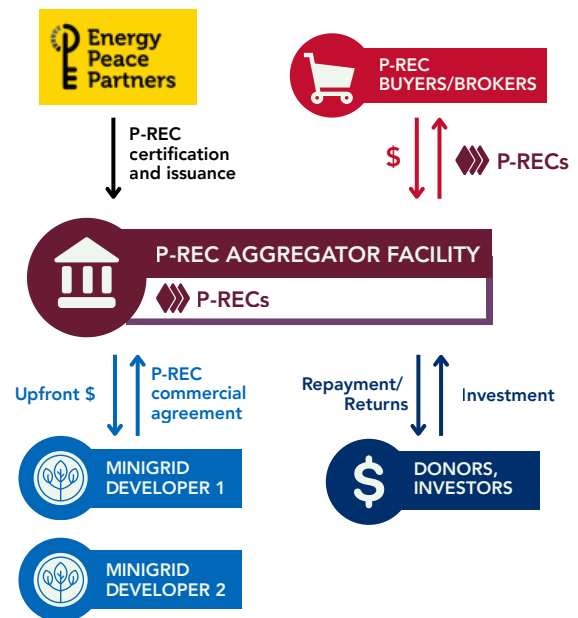 Energy
Peace
Partners
P-REC
BUYERS/BROKERS
P-REC
certification
and issuance
$
P-RECs
P-REC AGGREGATOR FACILITY
P-RECs
Upfront $
P-REC
commercial
agreement
Repayment/
Returns
Investment
MINIGRID
DEVELOPER 1
$
DONORS,
INVESTORS
MINIGRID
DEVELOPER 2